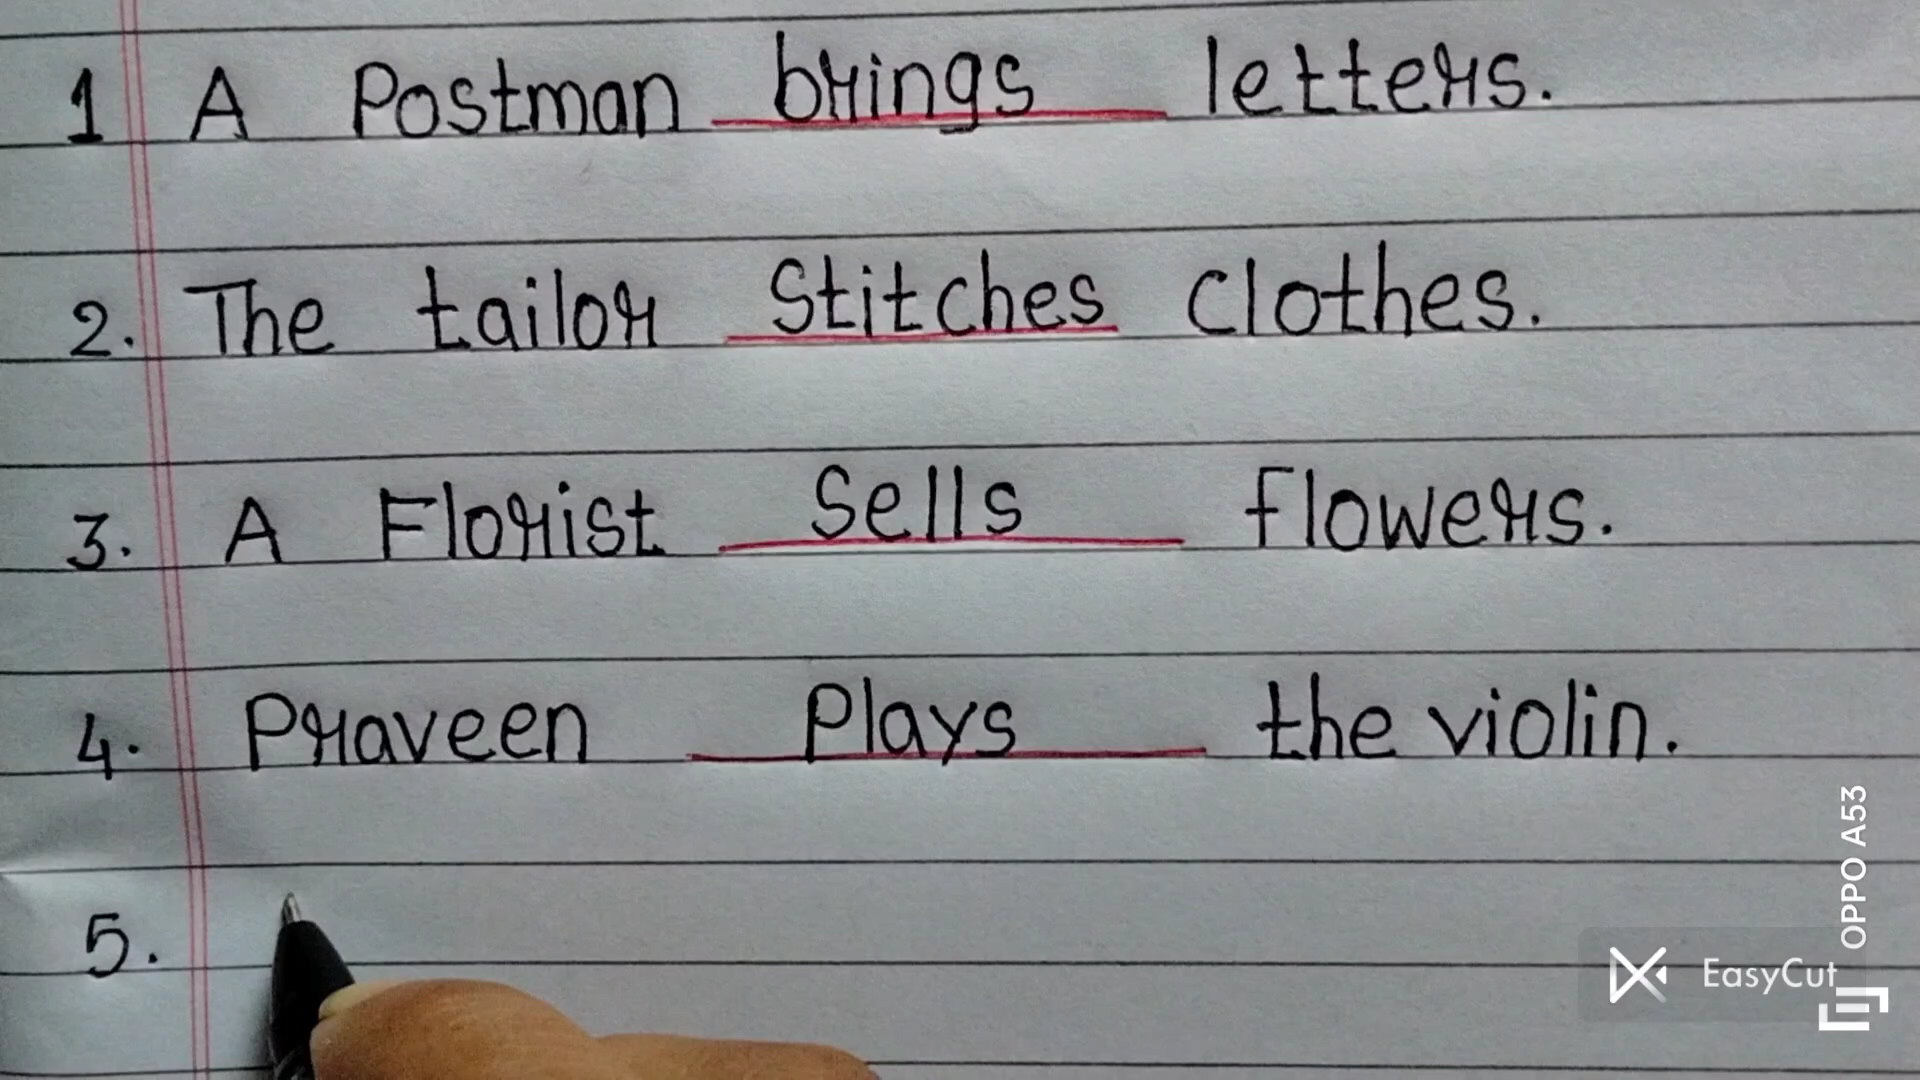 1 A Postman brings letters.
2. The tailor Stitches Clothes.
3. A Florist Sells flowers.
4. Praveen Plays the violin.
5.
OPPO A53
EasyCut